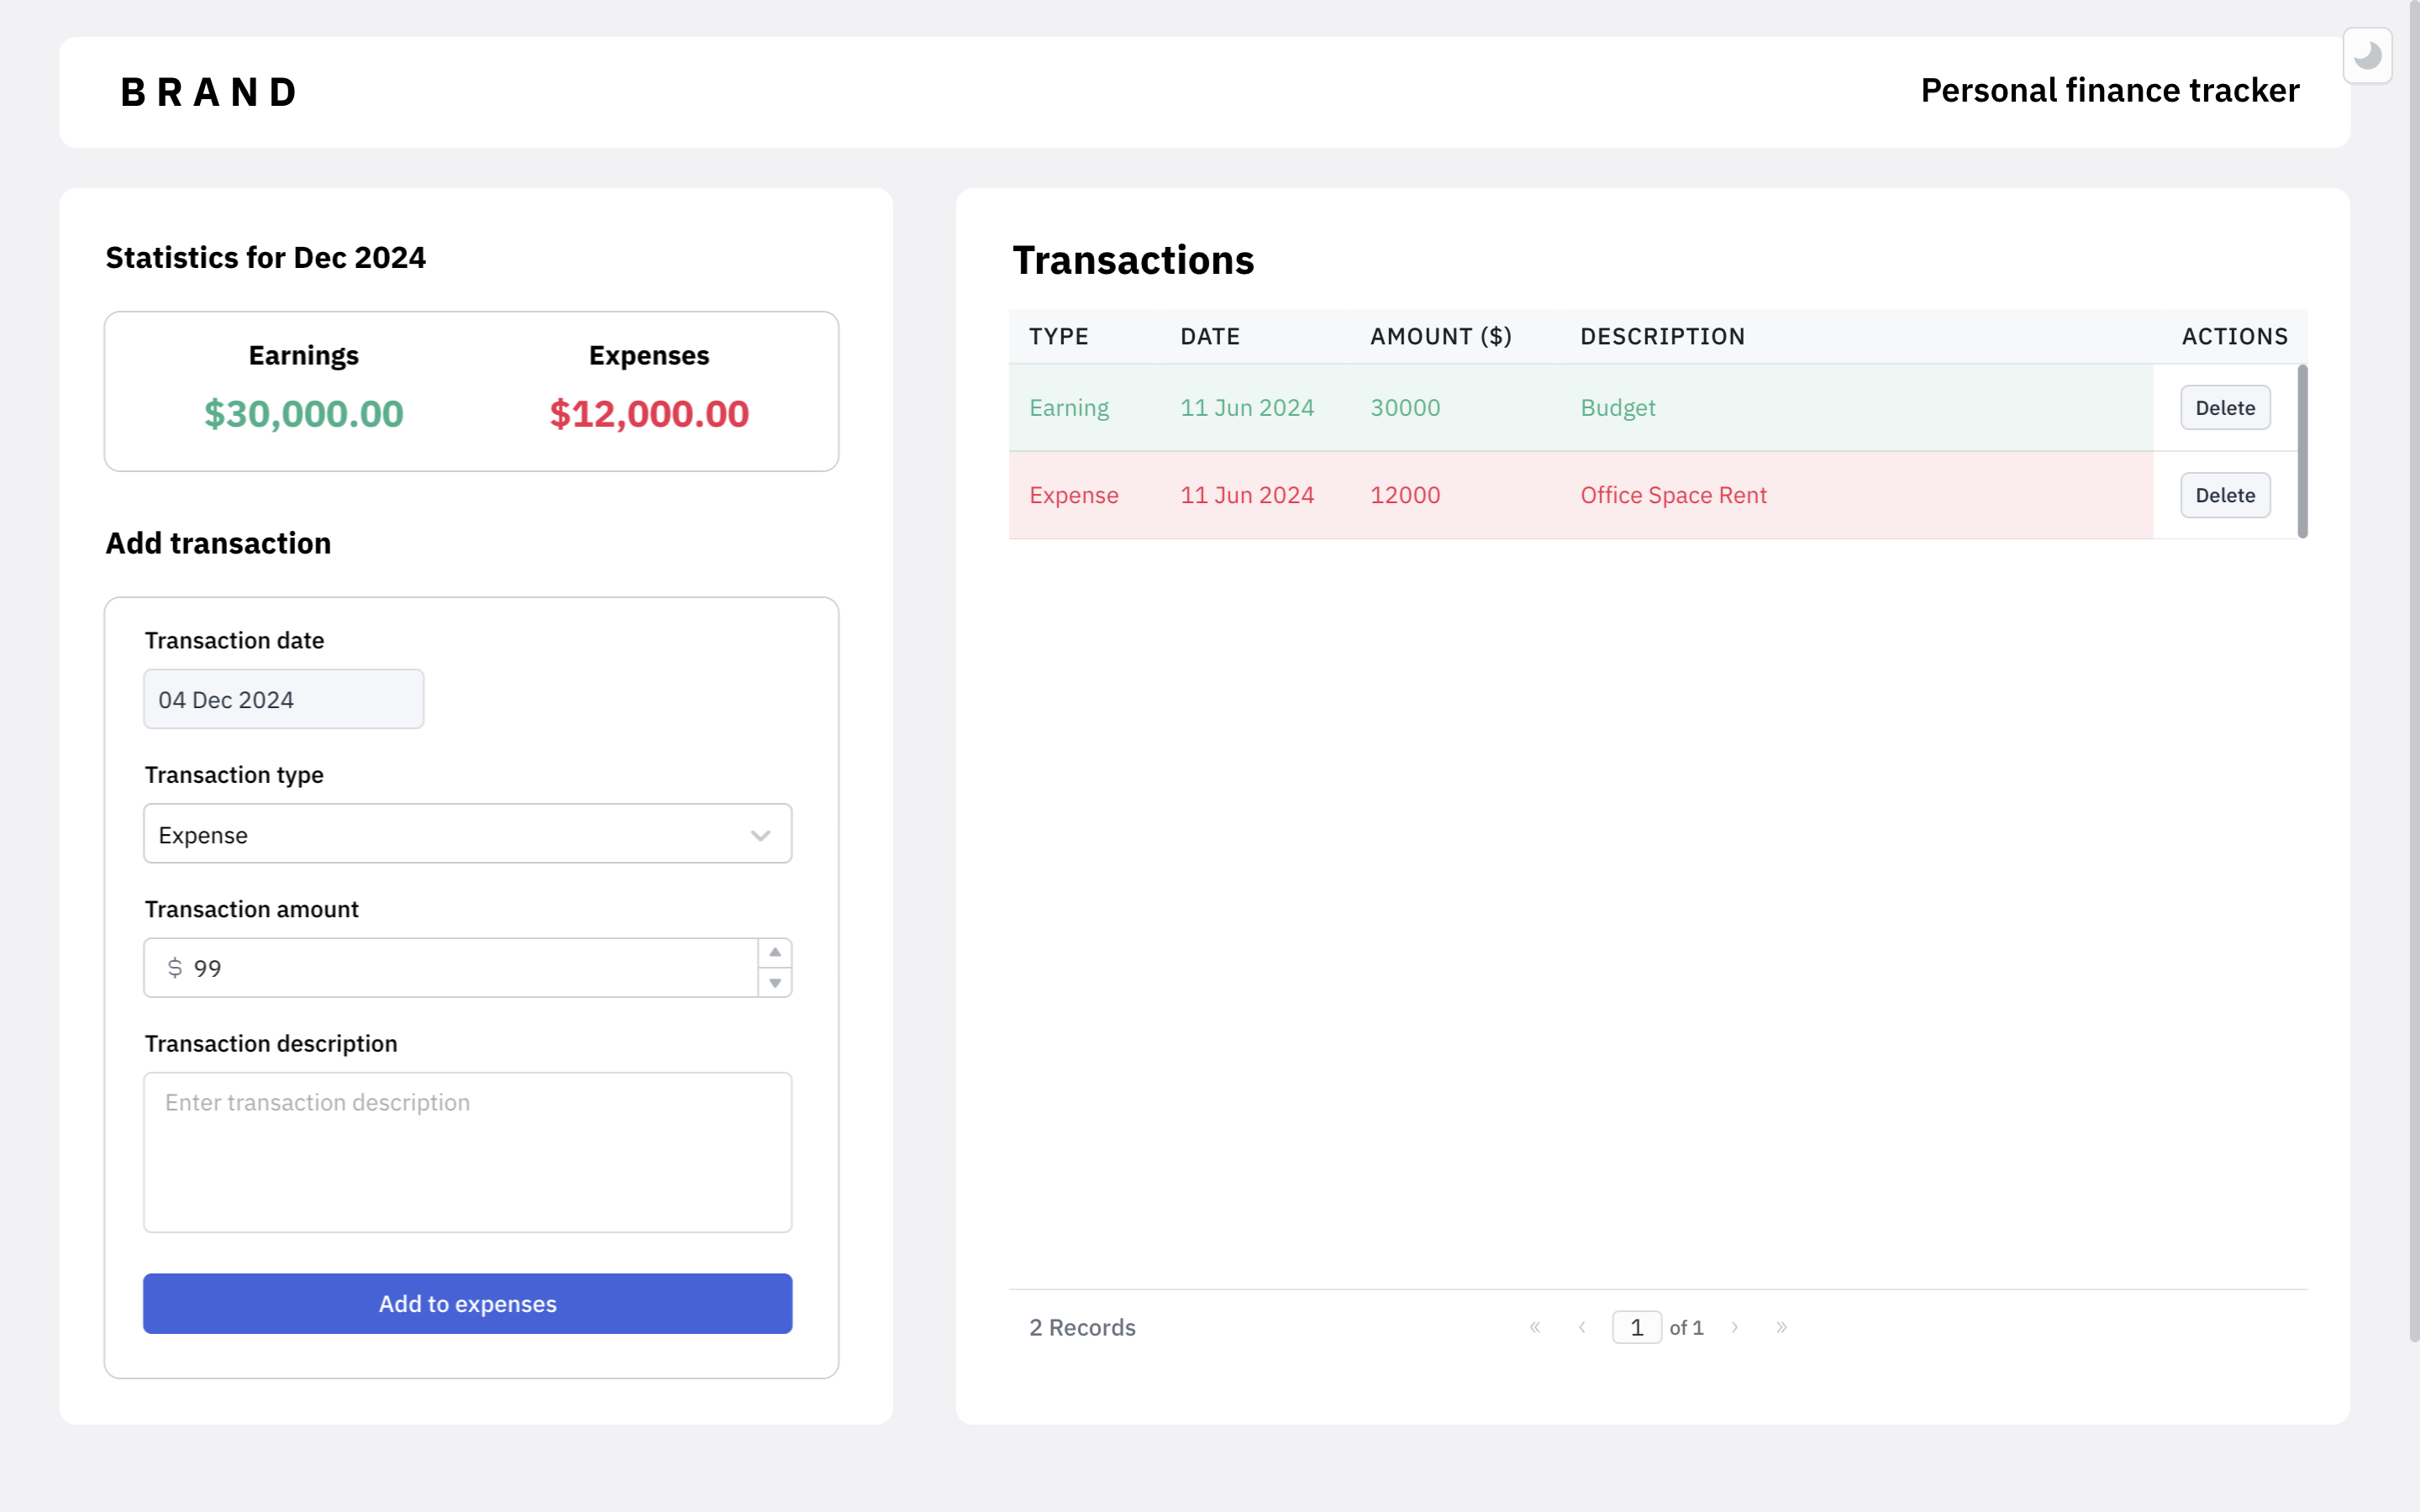 BRAND
Personal finance tracker
Statistics for Dec 2024
Earnings Expenses
$30,000.00 $12,000.00
Add transaction
Transaction date
04 Dec 2024
Transaction type
Expense
Transaction amount
$ 99
Transaction description
Enter transaction description
Add to expenses
Transactions
TYPE DATE AMOUNT ($) DESCRIPTION ACTIONS
Earning 11 Jun 2024 30000 Budget Delete
Expense 11 Jun 2024 12000 Office Space Rent Delete
2 Records « ‹ 1 of 1 › »